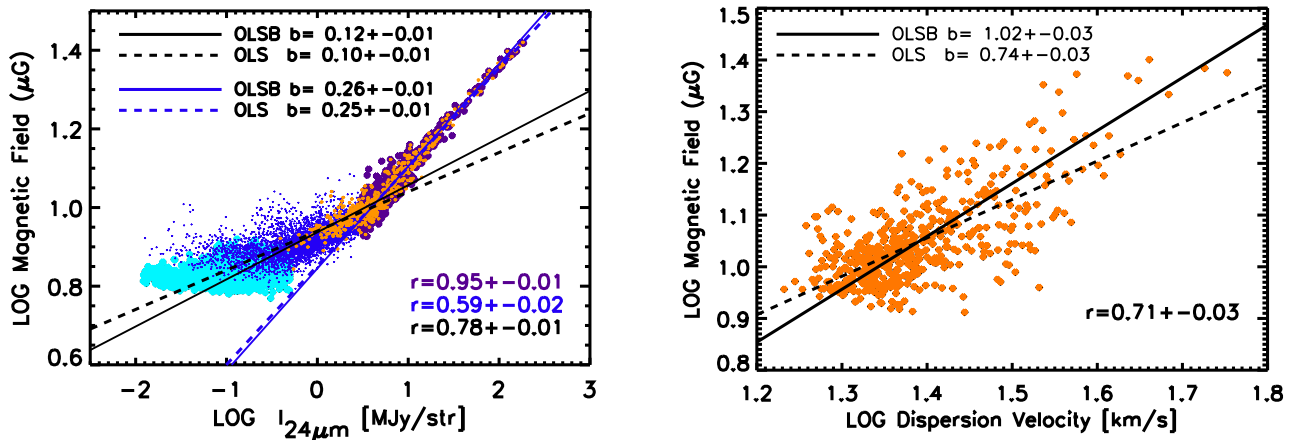 OLSB b= 0.12+-0.01
OLS b= 0.10+-0.01
OLSB b= 0.26+-0.01
OLS b= 0.25+-0.01
r=0.95+-0.01
r=0.59+-0.02
r=0.78+-0.01
LOG Magnetic Field (μG)
1.4
1.2
1.0
0.8
0.6
-2 -1 0 1 2 3
LOG I24μm [MJy/str]
OLSB b= 1.02+-0.03
OLS b= 0.74+-0.03
r=0.71+-0.03
LOG Magnetic Field (μG)
1.5
1.4
1.3
1.2
1.1
1.0
0.9
0.8
1.2 1.3 1.4 1.5 1.6 1.7 1.8
LOG Dispersion Velocity [km/s]